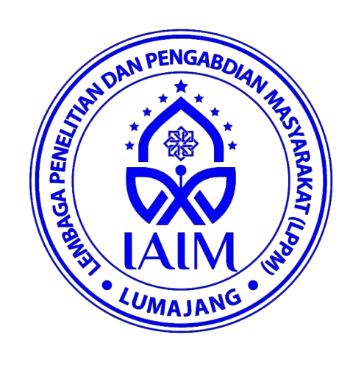 LEMBAGA PENELITIAN DAN PENGABDIAN MASYARAKAT (LPPM)
IAIM
• LUMAJANG •